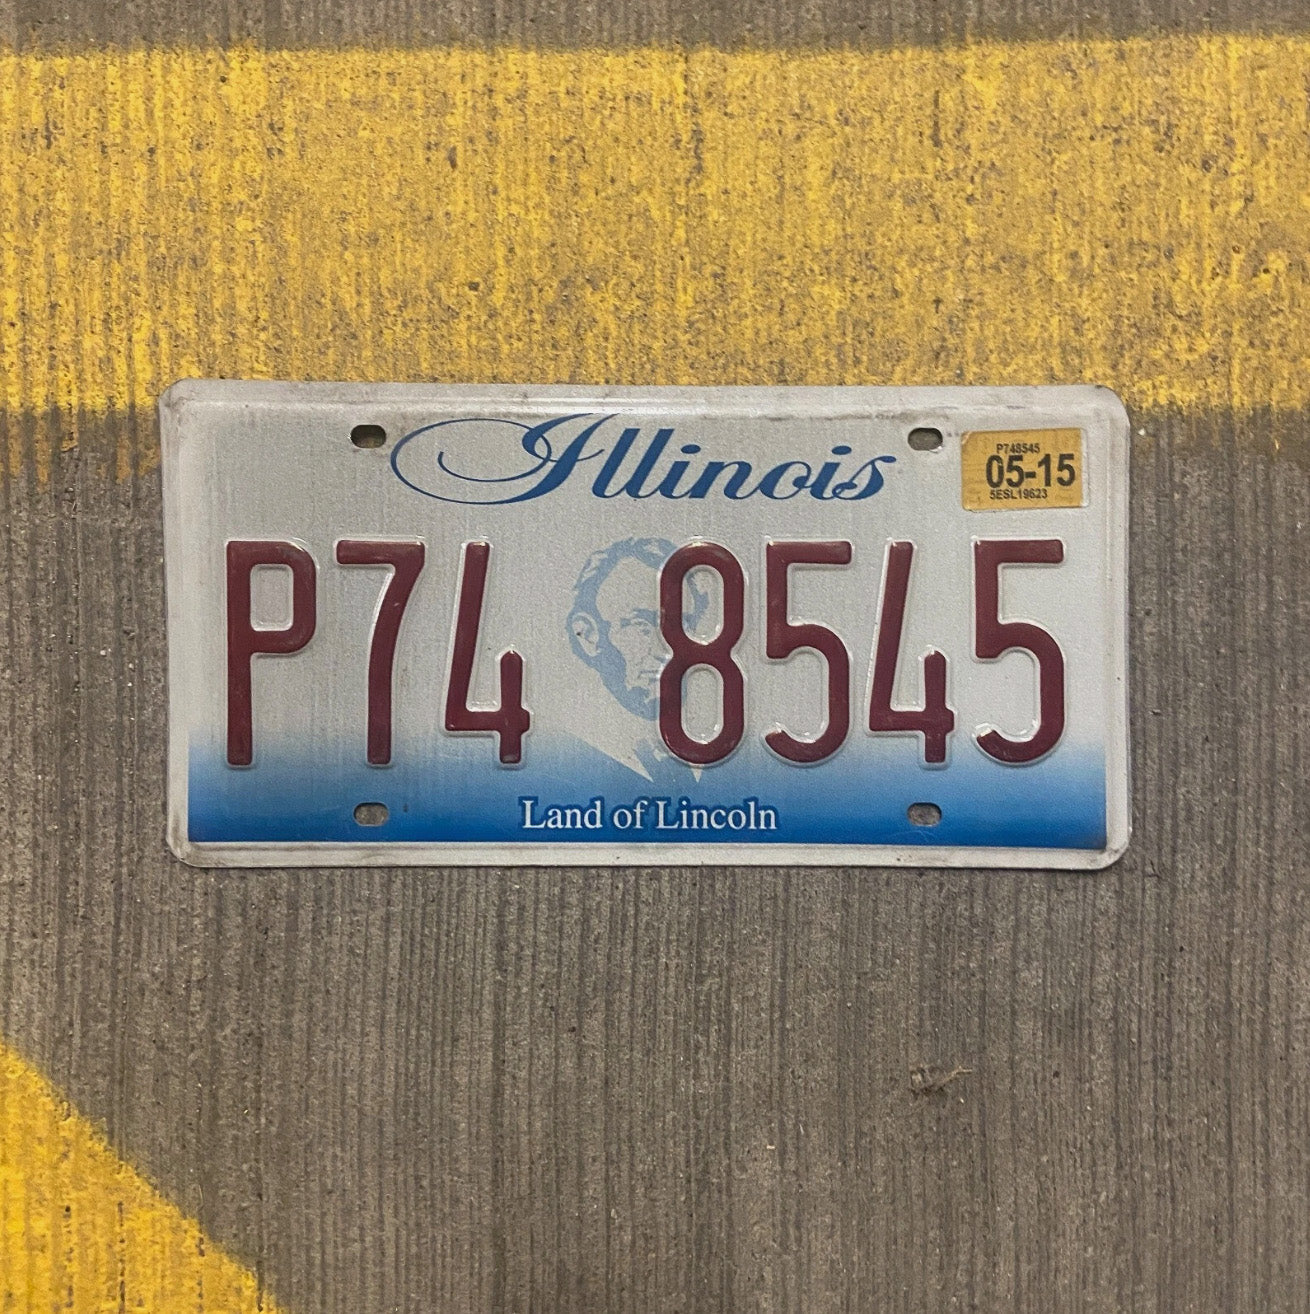 Illinois
P748545
05-15
5ESL19623
P74 8545
Land of Lincoln